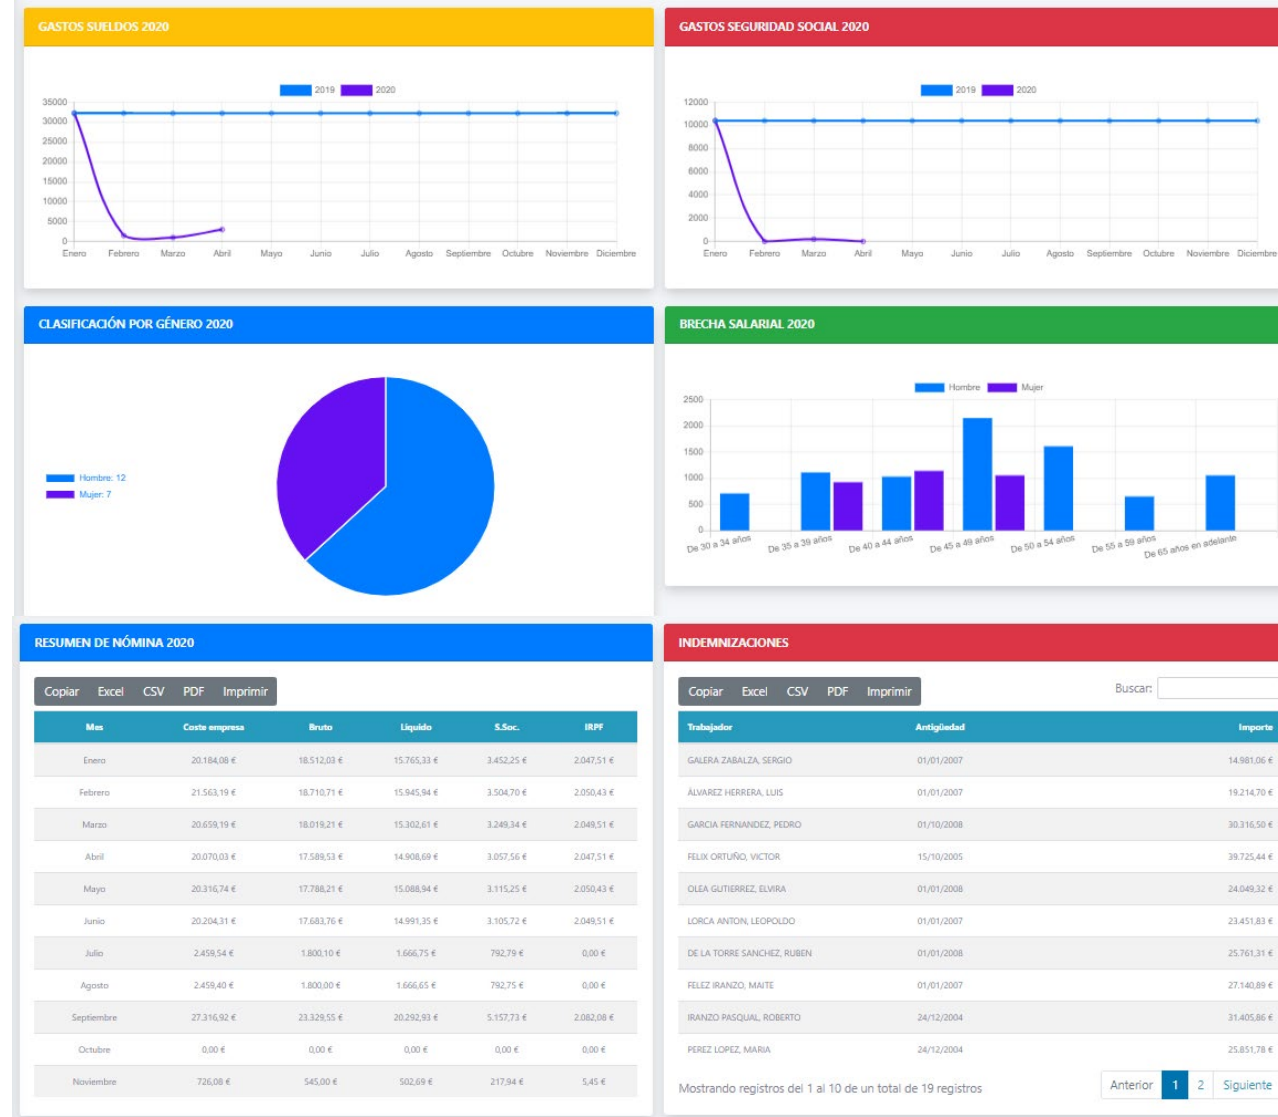 GASTOS SUELDOS 2020
2019 2020
35000
30000
25000
20000
15000
10000
5000
0
Enero Febrero Marzo Abril Mayo Junio Julio Agosto Septiembre Octubre Noviembre Diciembre
GASTOS SEGURIDAD SOCIAL 2020
2019 2020
12000
10000
8000
6000
4000
2000
0
Enero Febrero Marzo Abril Mayo Junio Julio Agosto Septiembre Octubre Noviembre Diciembre
CLASIFICACIÓN POR GÉNERO 2020
Hombre: 12
Mujer: 7
BRECHA SALARIAL 2020
Hombre Mujer
2500
2000
1500
1000
500
0
De 30 a 34 años De 35 a 39 años De 40 a 44 años De 45 a 49 años De 50 a 54 años De 55 a 59 años De 65 años en adelante
RESUMEN DE NÓMINA 2020
Copiar Excel CSV PDF Imprimir
Mes Coste empresa Bruto Líquido S.Soc. IRPF
Enero 20.184,08 € 18.512,03 € 15.765,33 € 3.452,25 € 2.047,51 €
Febrero 21.563,19 € 18.710,71 € 15.945,94 € 3.504,70 € 2.050,43 €
Marzo 20.659,19 € 18.019,21 € 15.302,61 € 3.249,34 € 2.049,51 €
Abril 20.070,03 € 17.589,53 € 14.908,69 € 3.057,56 € 2.047,51 €
Mayo 20.316,74 € 17.788,21 € 15.088,94 € 3.115,25 € 2.050,43 €
Junio 20.204,31 € 17.683,76 € 14.991,35 € 3.105,72 € 2.049,51 €
Julio 2.459,54 € 1.800,10 € 1.666,75 € 792,79 € 0,00 €
Agosto 2.459,40 € 1.800,00 € 1.666,65 € 792,75 € 0,00 €
Septiembre 27.316,92 € 23.329,55 € 20.292,93 € 5.157,73 € 2.082,08 €
Octubre 0,00 € 0,00 € 0,00 € 0,00 € 0,00 €
Noviembre 726,08 € 545,00 € 502,69 € 217,94 € 5,45 €
INDEMNIZACIONES
Copiar Excel CSV PDF Imprimir
Buscar:
Trabajador Antigüedad Importe
GALERA ZABALZA, SERGIO 01/01/2007 14.981,06 €
ÁLVAREZ HERRERA, LUIS 01/01/2007 19.214,70 €
GARCIA FERNANDEZ, PEDRO 01/10/2008 30.316,50 €
FELIX ORTUÑO, VICTOR 15/10/2005 39.725,44 €
OLEA GUTIERREZ, ELVIRA 01/01/2008 24.049,32 €
LORCA ANTON, LEOPOLDO 01/01/2007 23.451,83 €
DE LA TORRE SANCHEZ, RUBEN 01/01/2008 25.761,31 €
FELEZ IRANZO, MAITE 01/01/2007 27.140,89 €
IRANZO PASQUAL, ROBERTO 24/12/2004 31.405,86 €
PEREZ LOPEZ, MARIA 24/12/2004 25.851,78 €
Mostrando registros del 1 al 10 de un total de 19 registros
Anterior 1 2 Siguiente